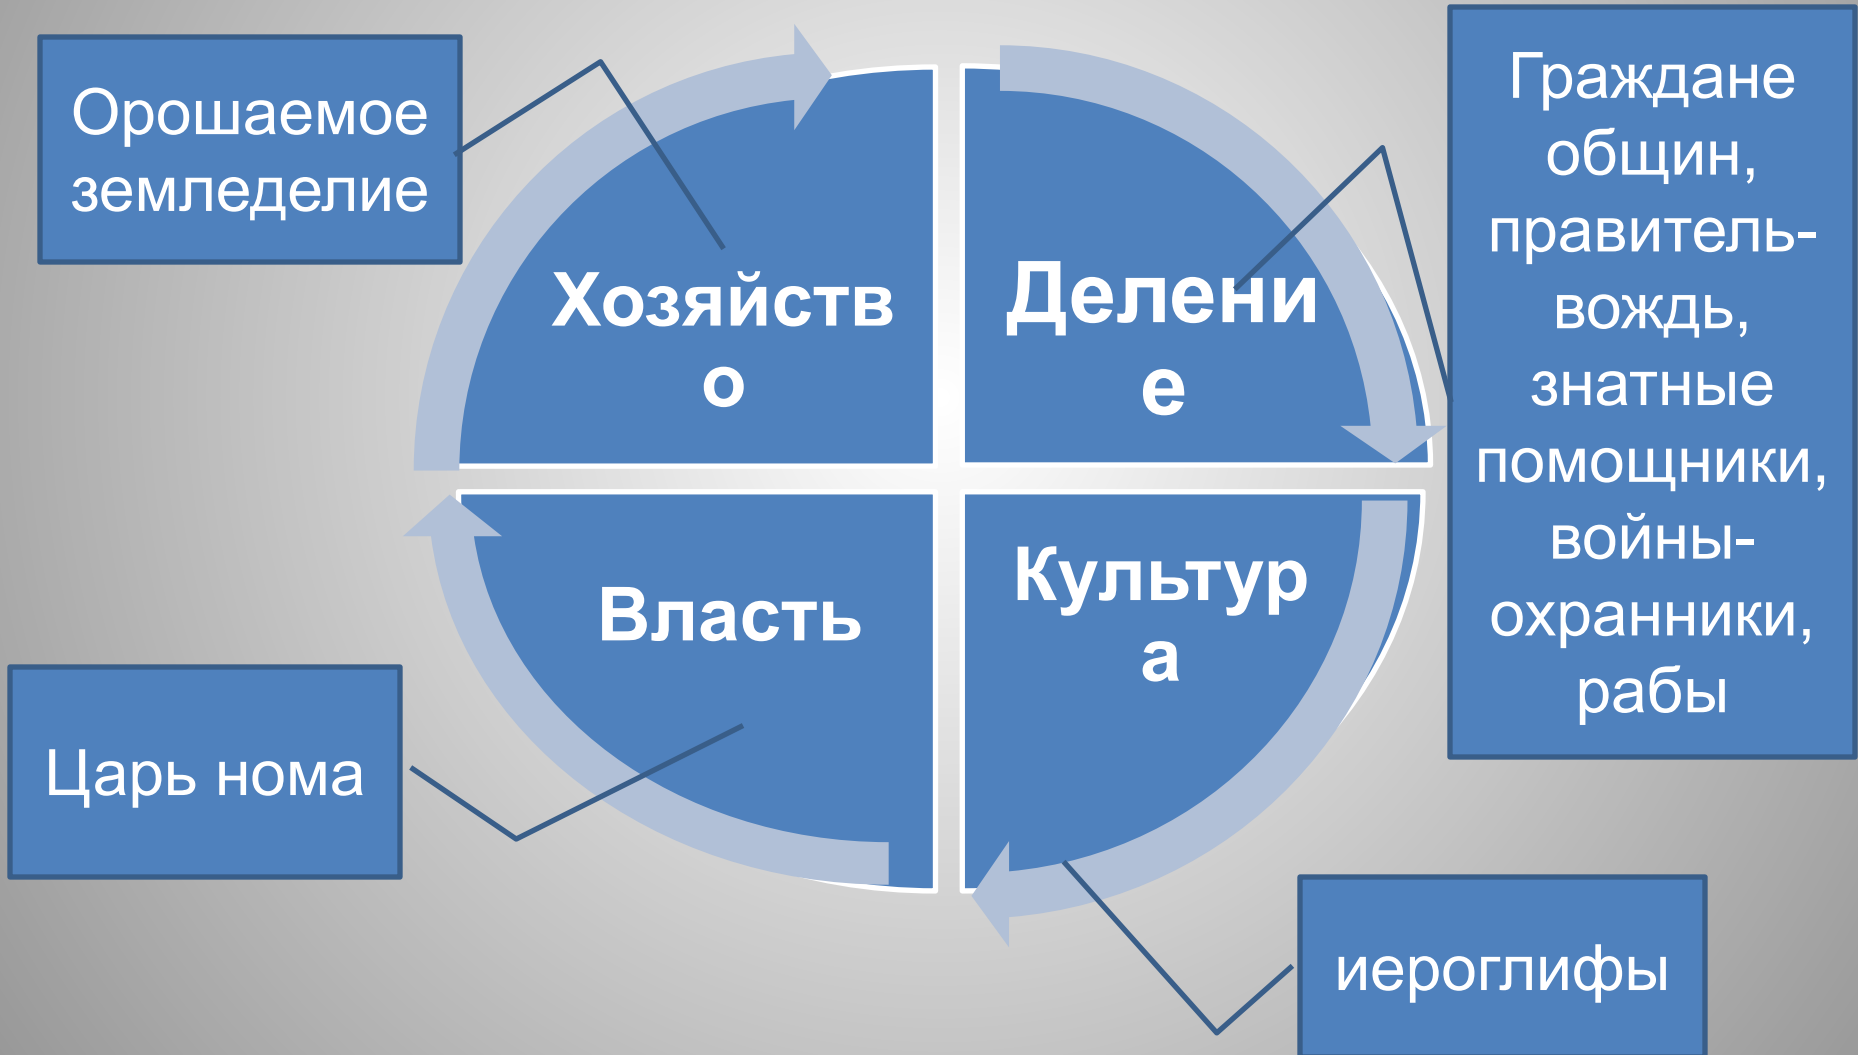 Орошаемое
земледелие
Хозяйств
о
Делени
е
Граждане
общин,
правитель-
вождь,
знатные
помощники,
войны-
охранники,
рабы
Власть
Культур
а
Царь нома
иероглифы